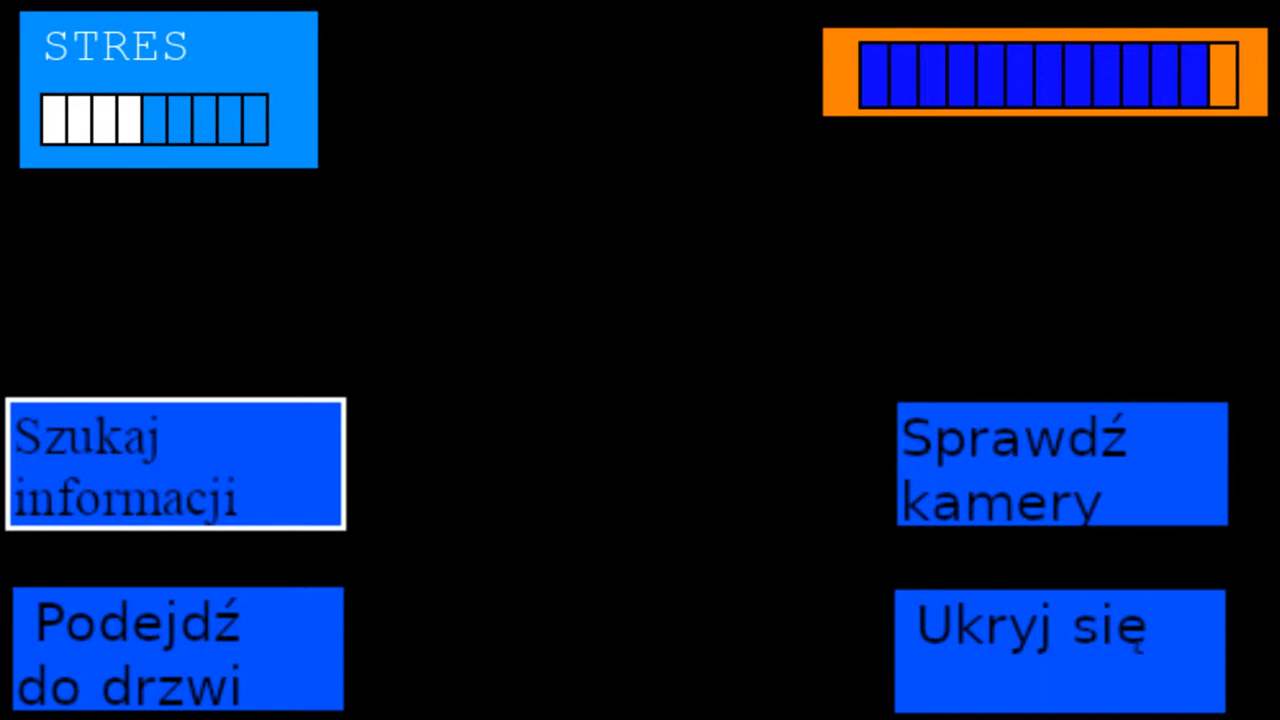 STRES
Szukaj
informacji
Sprawdź
kamery
Podejdź
do drzwi
Ukryj się